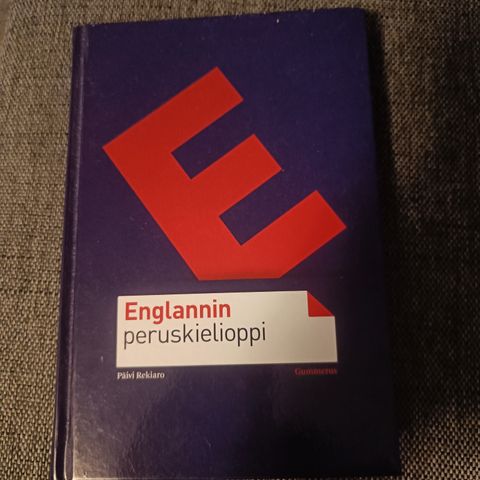 E
Englannin
peruskielioppi
Päivi Rekiaro
Gummerus